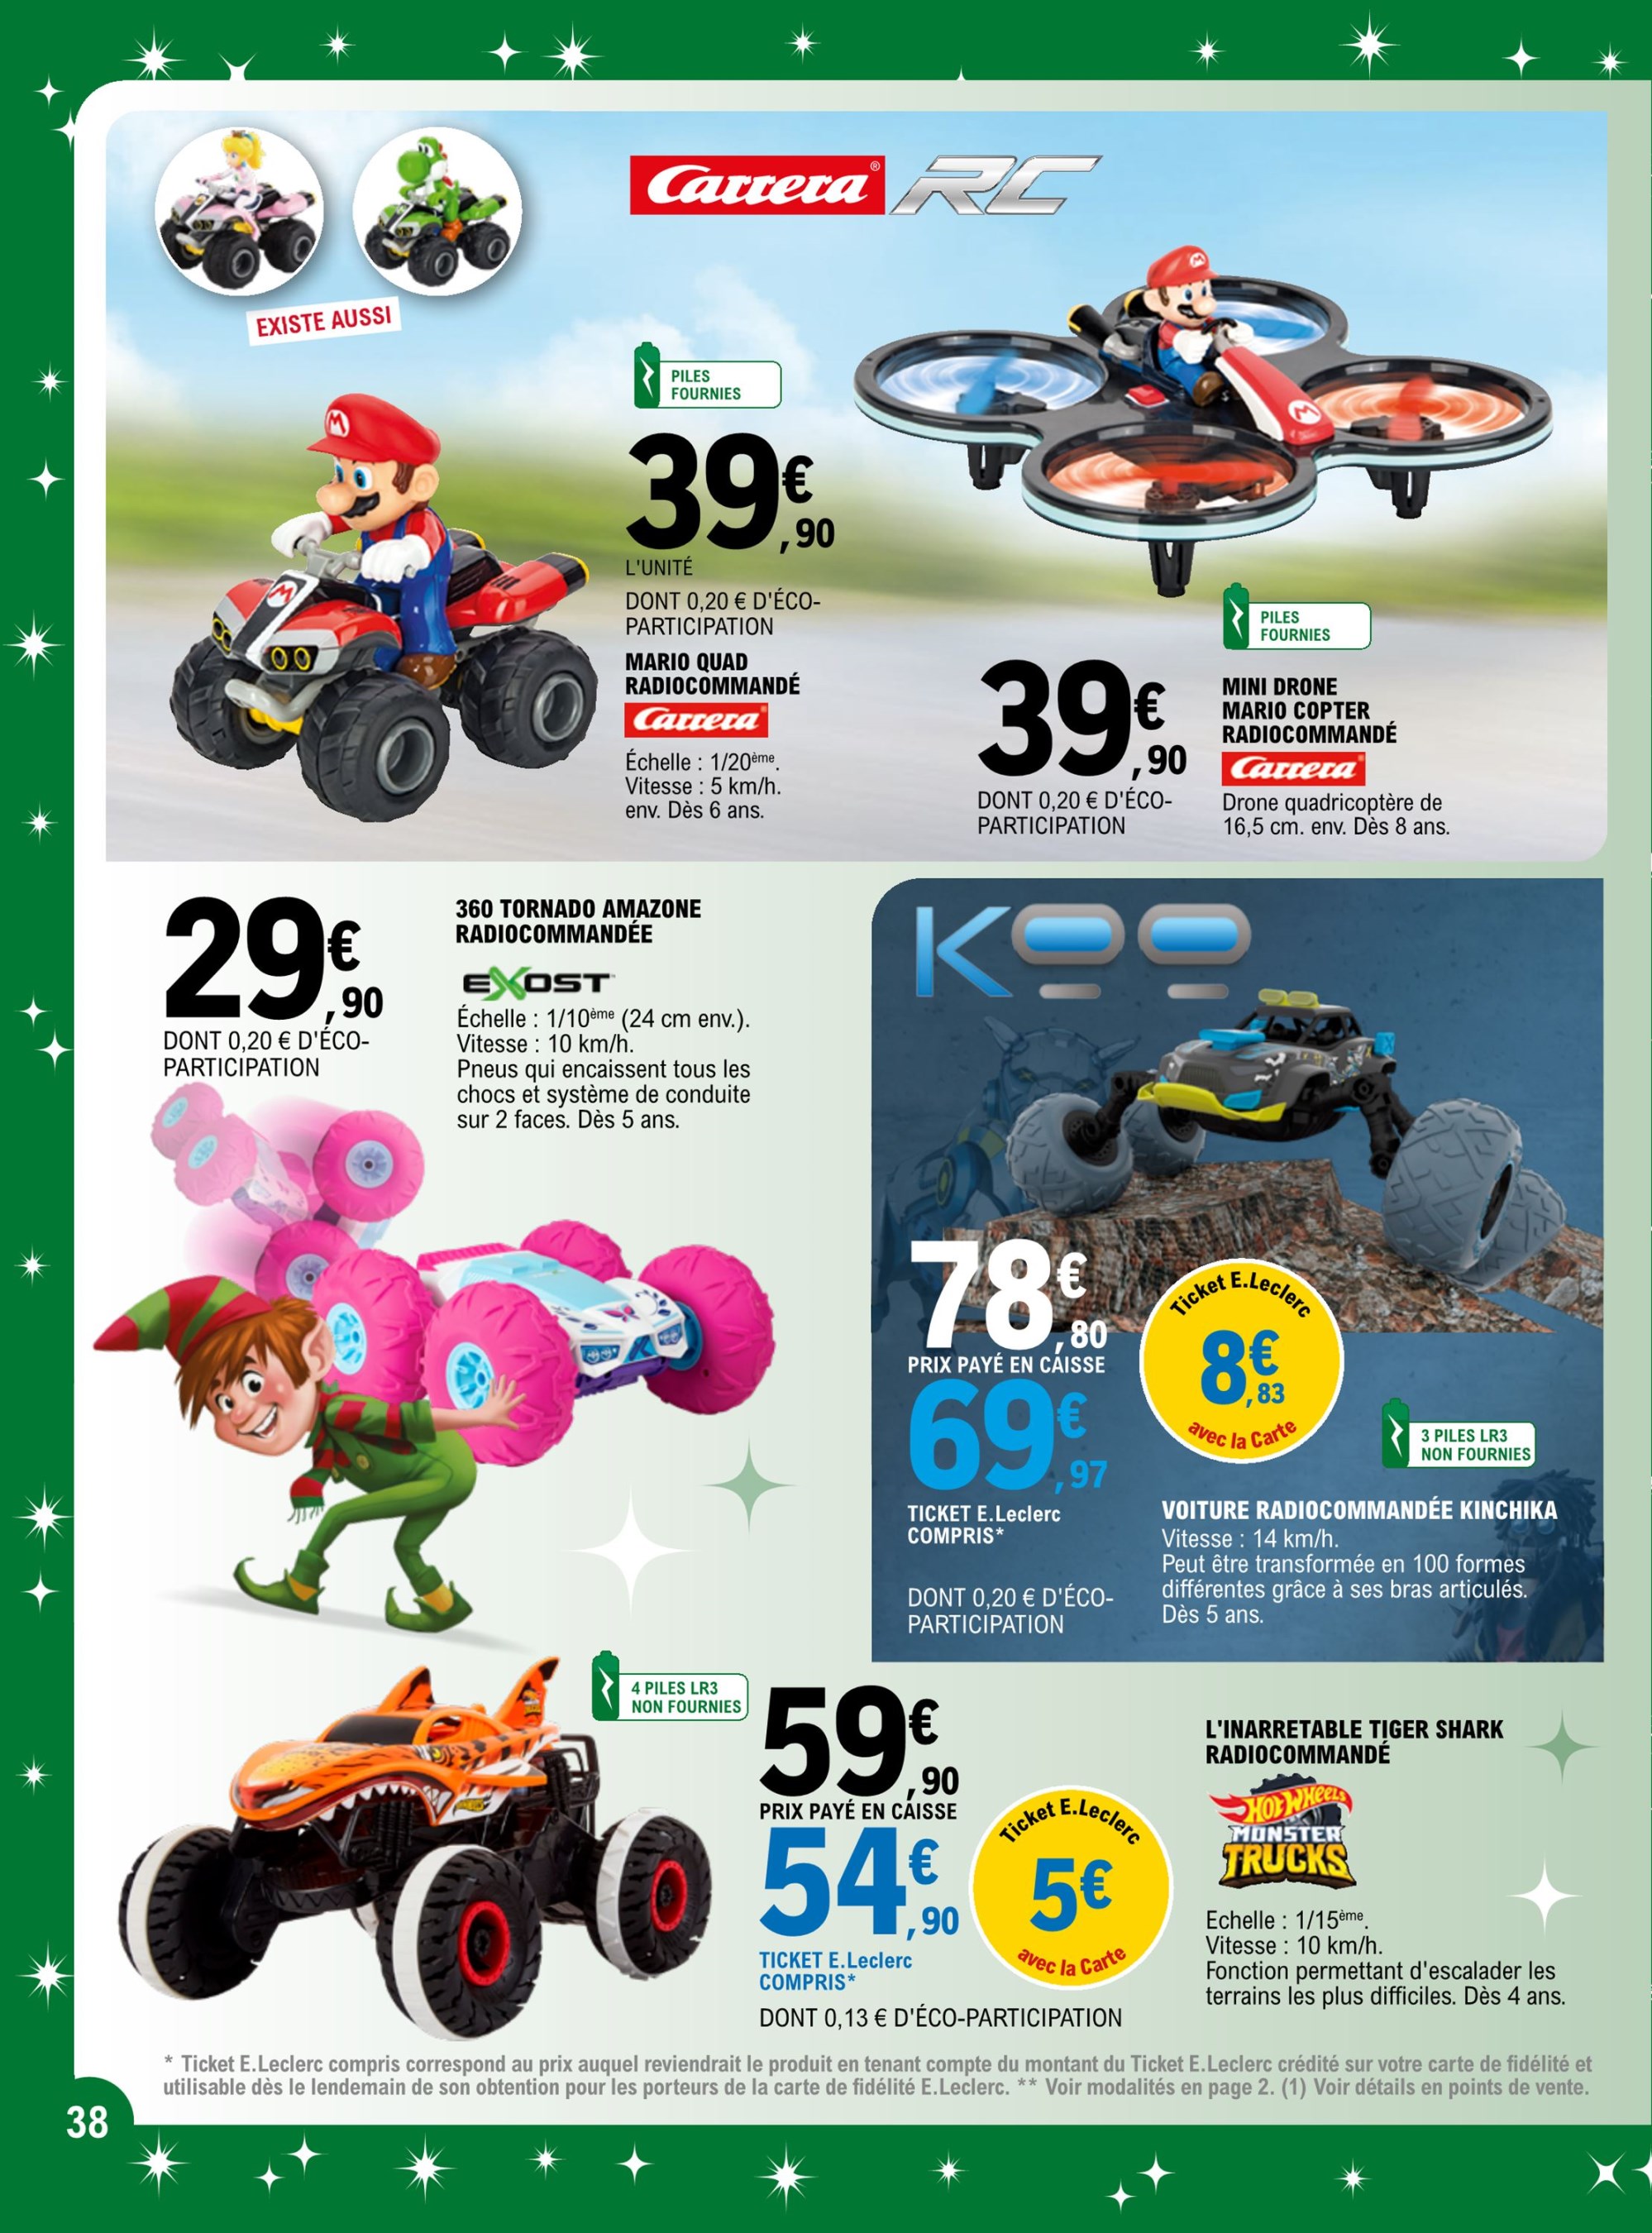 Carrera® RC
EXISTE AUSSI
PILES
FOURNIES
39€,90
L'UNITÉ
DONT 0,20 € D'ÉCO-
PARTICIPATION
MARIO QUAD
RADIOCOMMANDÉ
Carrera
Échelle : 1/20ème.
Vitesse : 5 km/h.
env. Dès 6 ans.
PILES
FOURNIES
39€,90
DONT 0,20 € D'ÉCO-
PARTICIPATION
MINI DRONE
MARIO COPTER
RADIOCOMMANDÉ
Carrera
Drone quadricoptère de
16,5 cm. env. Dès 8 ans.
29€,90
DONT 0,20 € D'ÉCO-
PARTICIPATION
360 TORNADO AMAZONE
RADIOCOMMANDÉE
EXOST
Échelle : 1/10ème (24 cm env.).
Vitesse : 10 km/h.
Pneus qui encaissent tous les
chocs et système de conduite
sur 2 faces. Dès 5 ans.
Koo
78€,80
PRIX PAYÉ EN CAISSE
69€,97
TICKET E.Leclerc
COMPRIS*
DONT 0,20 € D'ÉCO-
PARTICIPATION
Ticket E.Leclerc
8€,83
avec la Carte
3 PILES LR3
NON FOURNIES
VOITURE RADIOCOMMANDÉE KINCHIKA
Vitesse : 14 km/h.
Peut être transformée en 100 formes
différentes grâce à ses bras articulés.
Dès 5 ans.
4 PILES LR3
NON FOURNIES
59€,90
PRIX PAYÉ EN CAISSE
54€,90
TICKET E.Leclerc
COMPRIS*
DONT 0,13 € D'ÉCO-PARTICIPATION
Ticket E.Leclerc
5€
avec la Carte
L'INARRETABLE TIGER SHARK
RADIOCOMMANDÉ
HOT WHEELS
MONSTER
TRUCKS
Echelle : 1/15ème.
Vitesse : 10 km/h.
Fonction permettant d'escalader les
terrains les plus difficiles. Dès 4 ans.
* Ticket E.Leclerc compris correspond au prix auquel reviendrait le produit en tenant compte du montant du Ticket E.Leclerc crédité sur votre carte de fidélité et
utilisable dès le lendemain de son obtention pour les porteurs de la carte de fidélité E.Leclerc. ** Voir modalités en page 2. (1) Voir détails en points de vente.
38